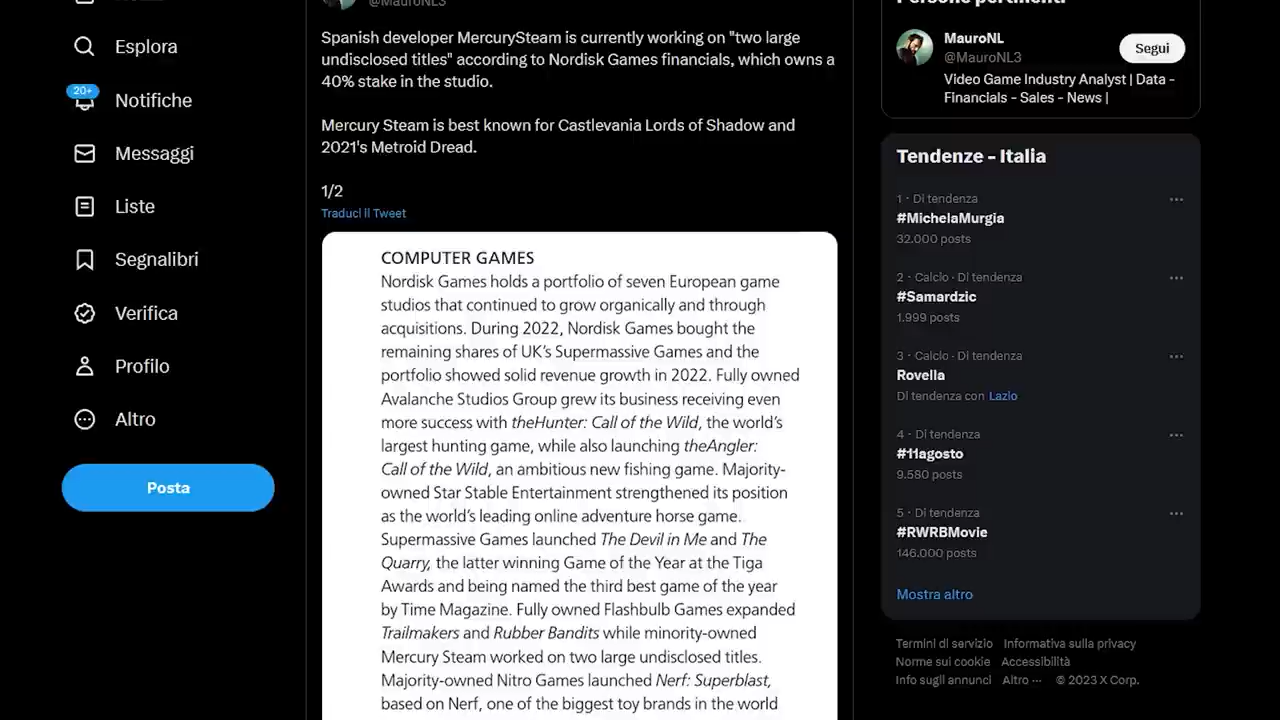 Esplora
20+
Notifiche
Messaggi
Liste
Segnalibri
Verifica
Profilo
Altro
Posta
@MauroNL3
Spanish developer MercurySteam is currently working on "two large
undisclosed titles" according to Nordisk Games financials, which owns a
40% stake in the studio.
Mercury Steam is best known for Castlevania Lords of Shadow and
2021's Metroid Dread.
1/2
Traduci il Tweet
COMPUTER GAMES
Nordisk Games holds a portfolio of seven European game
studios that continued to grow organically and through
acquisitions. During 2022, Nordisk Games bought the
remaining shares of UK's Supermassive Games and the
portfolio showed solid revenue growth in 2022. Fully owned
Avalanche Studios Group grew its business receiving even
more success with theHunter: Call of the Wild, the world's
largest hunting game, while also launching theAngler:
Call of the Wild, an ambitious new fishing game. Majority-
owned Star Stable Entertainment strengthened its position
as the world's leading online adventure horse game.
Supermassive Games launched The Devil in Me and The
Quarry, the latter winning Game of the Year at the Tiga
Awards and being named the third best game of the year
by Time Magazine. Fully owned Flashbulb Games expanded
Trailmakers and Rubber Bandits while minority-owned
Mercury Steam worked on two large undisclosed titles.
Majority-owned Nitro Games launched Nerf: Superblast,
based on Nerf, one of the biggest toy brands in the world
Persone pertinenti
MauroNL
@MauroNL3
Segui
Video Game Industry Analyst | Data -
Financials - Sales - News |
Tendenze - Italia
1 · Di tendenza
#MichelaMurgia
32.000 posts
2 · Calcio · Di tendenza
#Samardzic
1.999 posts
3 · Calcio · Di tendenza
Rovella
Di tendenza con Lazio
4 · Di tendenza
#11agosto
9.580 posts
5 · Di tendenza
#RWRBMovie
146.000 posts
Mostra altro
Termini di servizio Informativa sulla privacy
Norme sui cookie Accessibilità
Info sugli annunci Altro ··· © 2023 X Corp.